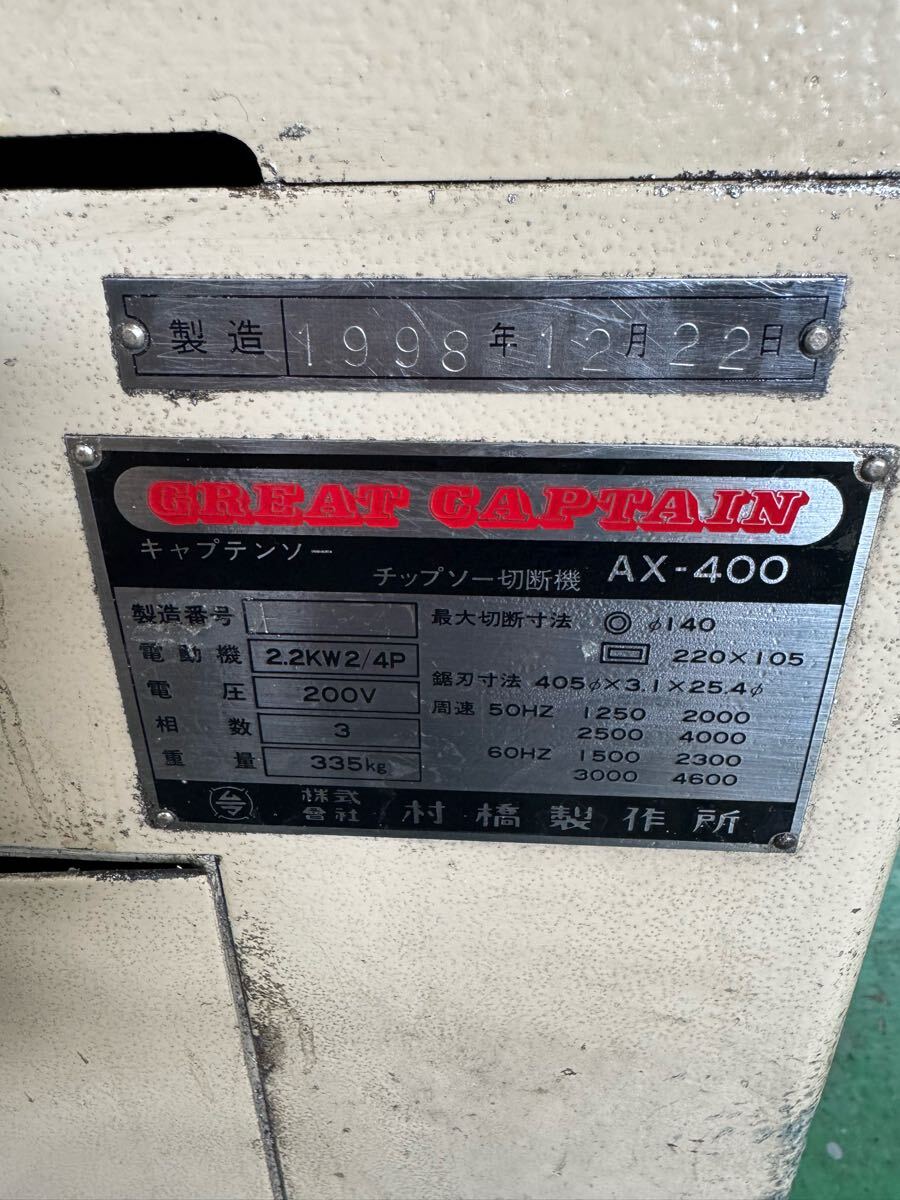 製造 1998年12月22日
GREAT CAPTAIN
キャプテンソー
チップソー切断機 AX-400
製造番号
最大切断寸法 ◎ φ140
電動機 2.2KW2/4P
220×105
電圧 200V
鋸刃寸法 405φ×3.1×25.4φ
相数 3
周速 50HZ 1250 2000
2500 4000
重量 335kg
60HZ 1500 2300
3000 4600
株式會社 村橋製作所